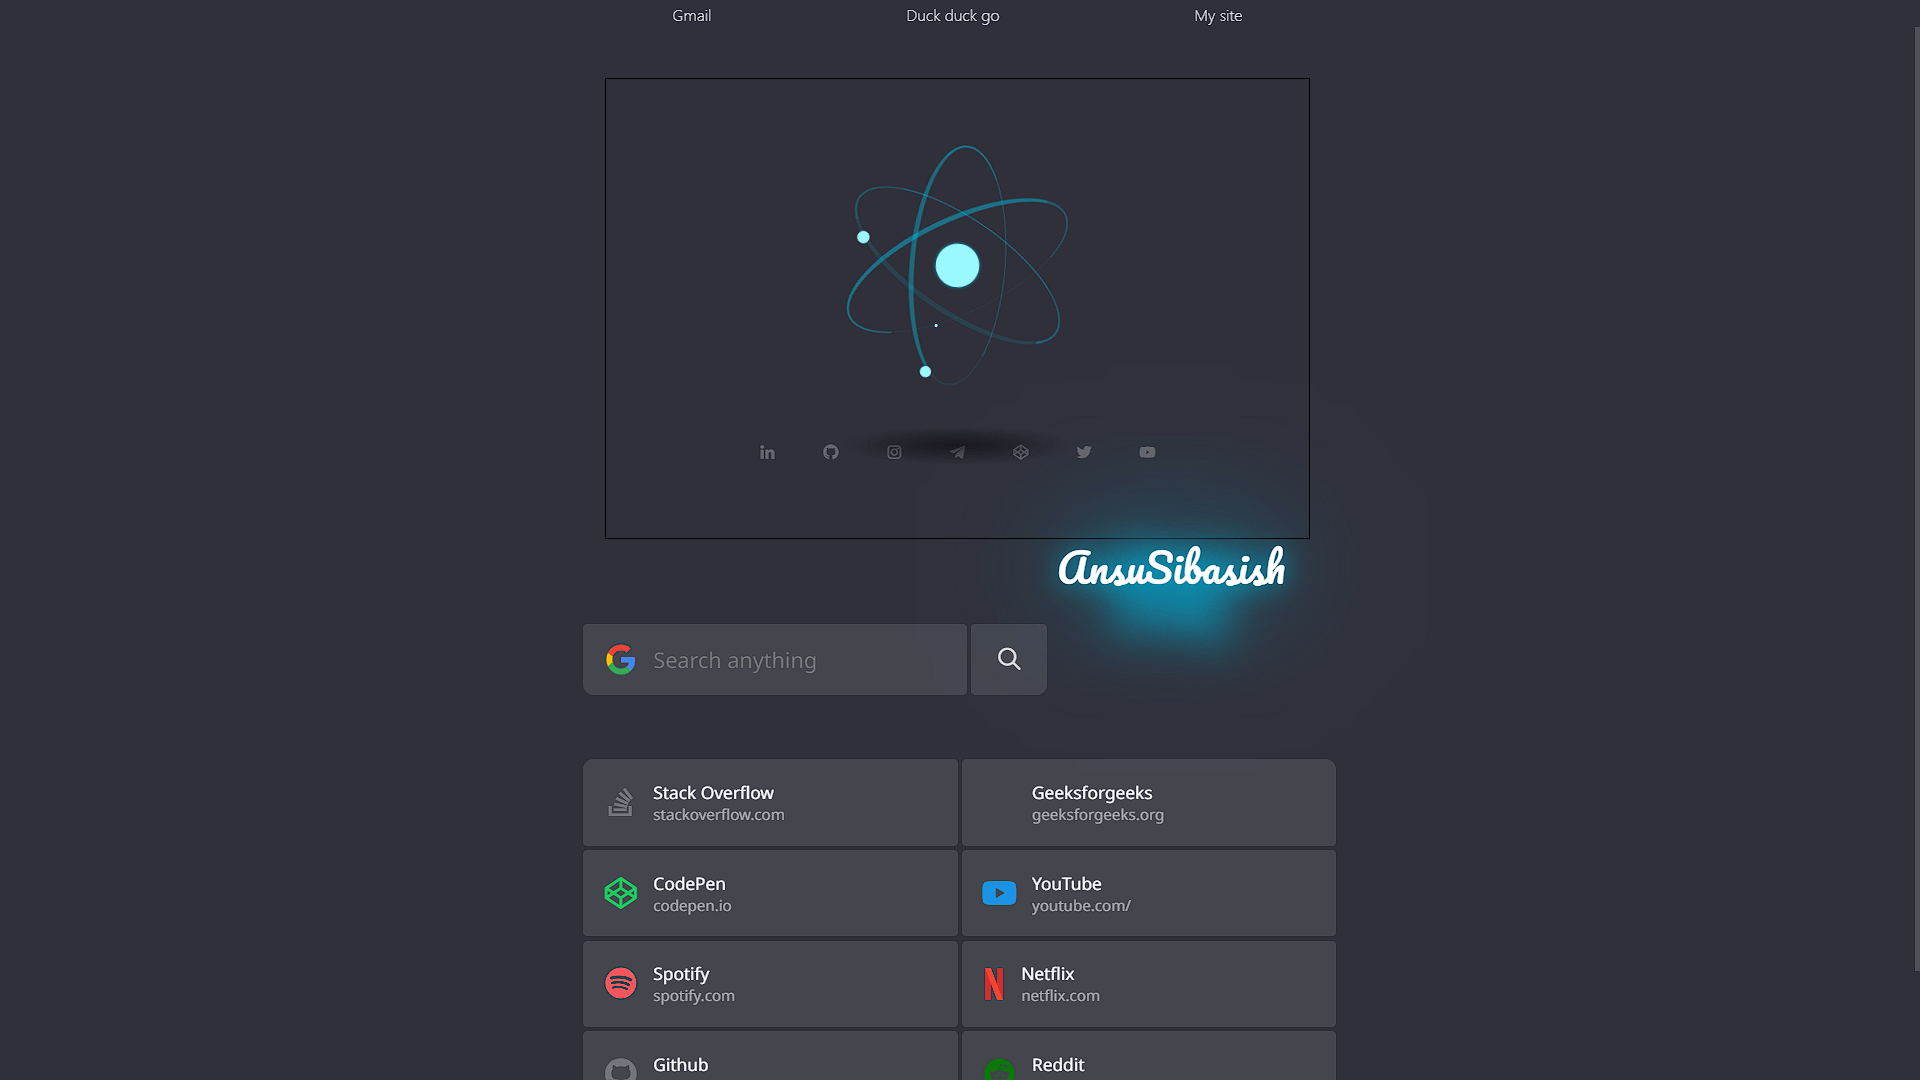 Gmail
Duck duck go
My site
AnsuSibasish
Search anything
Stack Overflow
stackoverflow.com
Geeksforgeeks
geeksforgeeks.org
CodePen
codepen.io
YouTube
youtube.com/
Spotify
spotify.com
Netflix
netflix.com
Github
Reddit